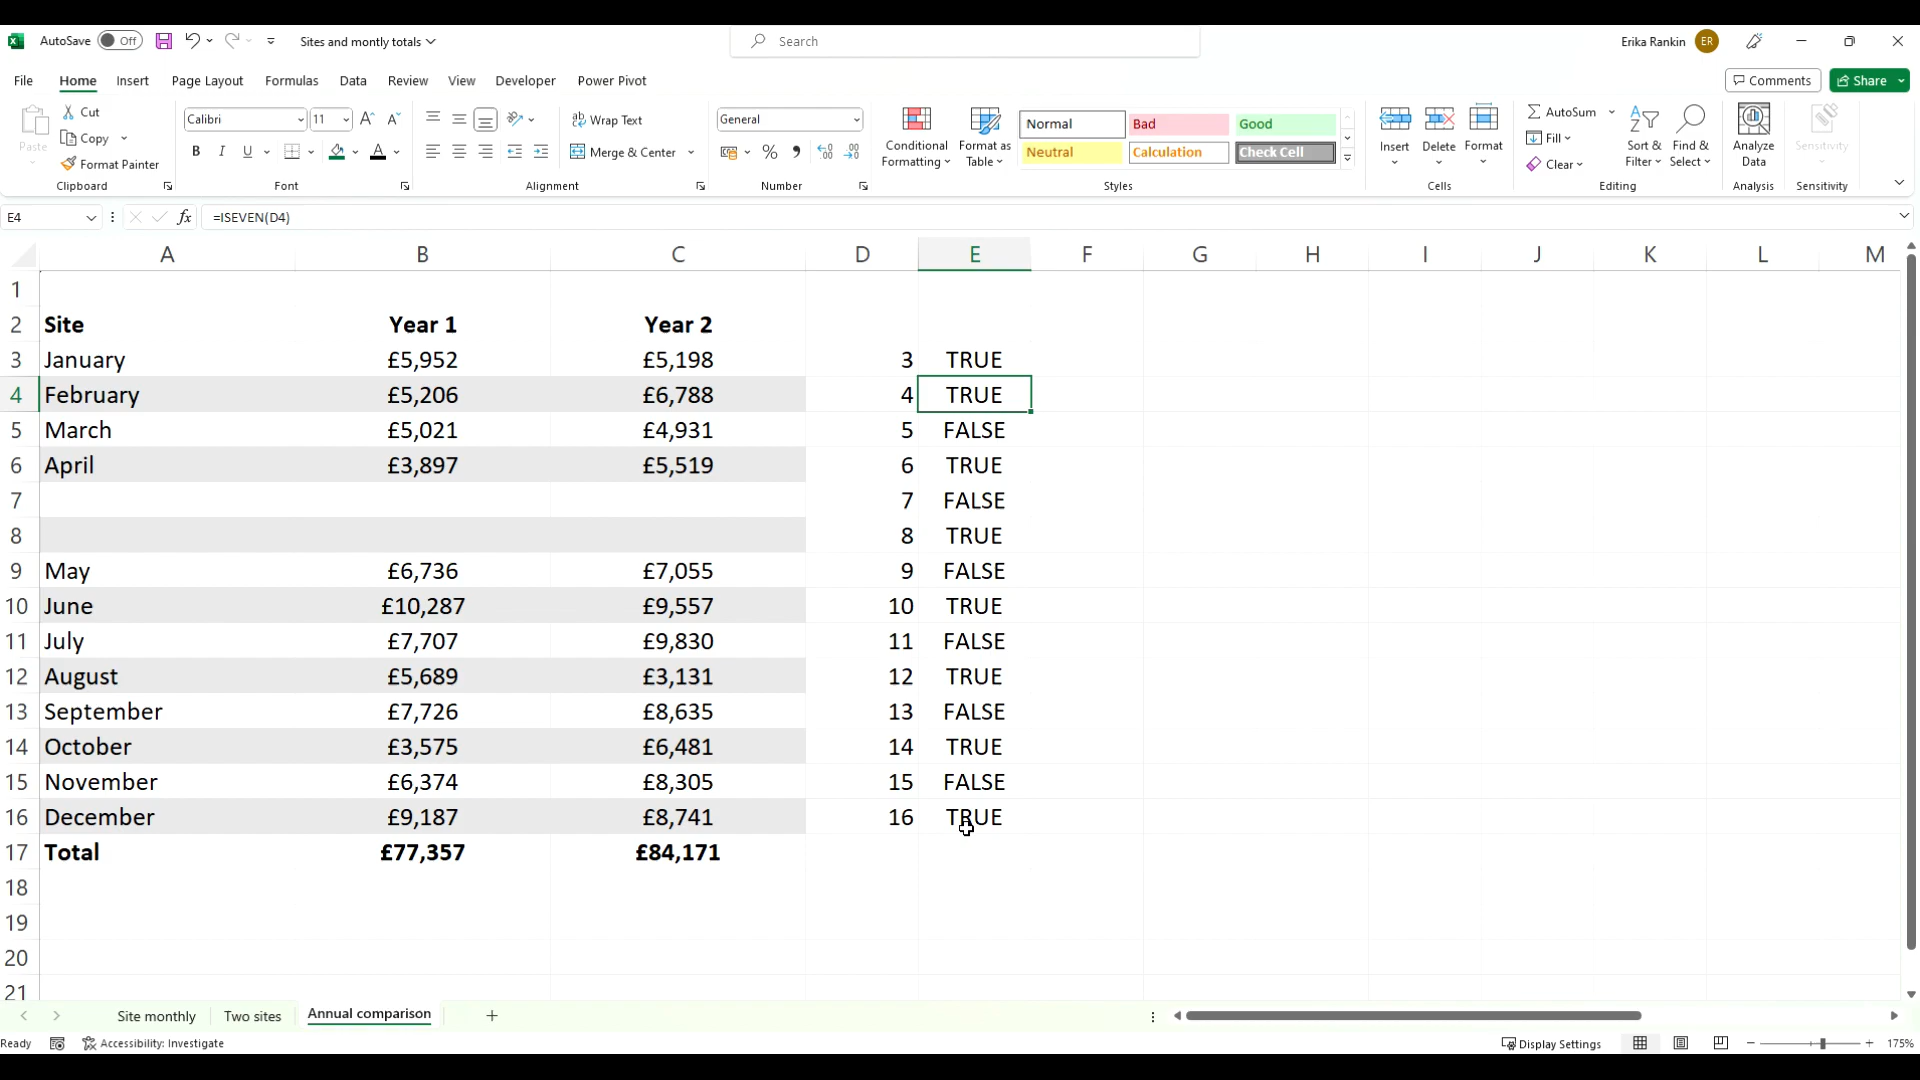 AutoSave Off Sites and montly totals Search Erika Rankin ER
File Home Insert Page Layout Formulas Data Review View Developer Power Pivot Comments Share
Paste Cut Copy Format Painter Clipboard
Calibri 11 B I U A Font
Wrap Text Merge & Center Alignment
General % Number
Conditional Formatting Format as Table Normal Bad Good Neutral Calculation Check Cell Styles
Insert Delete Format Cells
AutoSum Fill Clear Sort & Filter Find & Select Editing
Analyze Data Analysis
Sensitivity Sensitivity
E4 fx =ISEVEN(D4)
A B C D E F G H I J K L M
1
2 Site Year 1 Year 2
3 January £5,952 £5,198 3 TRUE
4 February £5,206 £6,788 4 TRUE
5 March £5,021 £4,931 5 FALSE
6 April £3,897 £5,519 6 TRUE
7 7 FALSE
8 8 TRUE
9 May £6,736 £7,055 9 FALSE
10 June £10,287 £9,557 10 TRUE
11 July £7,707 £9,830 11 FALSE
12 August £5,689 £3,131 12 TRUE
13 September £7,726 £8,635 13 FALSE
14 October £3,575 £6,481 14 TRUE
15 November £6,374 £8,305 15 FALSE
16 December £9,187 £8,741 16 TRUE
17 Total £77,357 £84,171
18
19
20
21
Site monthly Two sites Annual comparison
Ready Accessibility: Investigate Display Settings 175%